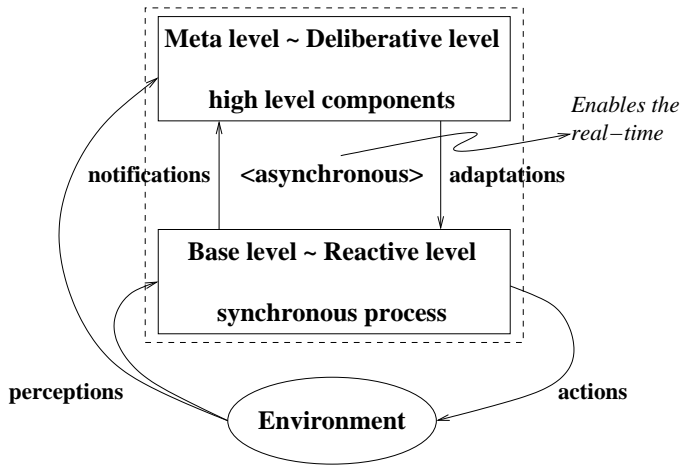 Meta level ~ Deliberative level
high level components
Enables the
real−time
notifications
<asynchronous>
adaptations
Base level ~ Reactive level
synchronous process
perceptions
actions
Environment